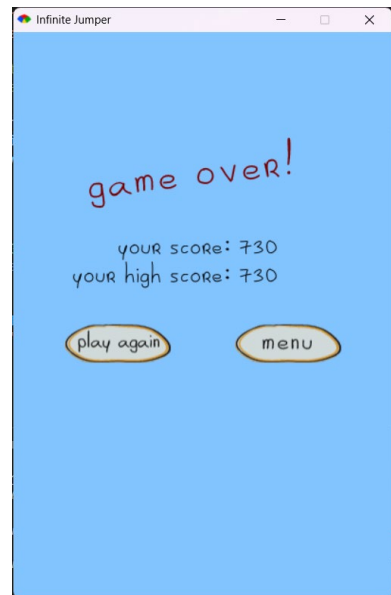 Infinite Jumper
game over!
your score: 730
your high score: 730
play again
menu